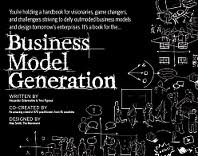 You're holding a handbook for visionaries, game changers,
and challengers striving to defy outmoded business models
and design tomorrow's enterprises. It's a book for the...
Business
Model
Generation
WRITTEN BY
Alexander Osterwalder & Yves Pigneur
CO-CREATED BY
An amazing crowd of 470 practitioners from 45 countries
DESIGNED BY
Alan Smith, The Movement